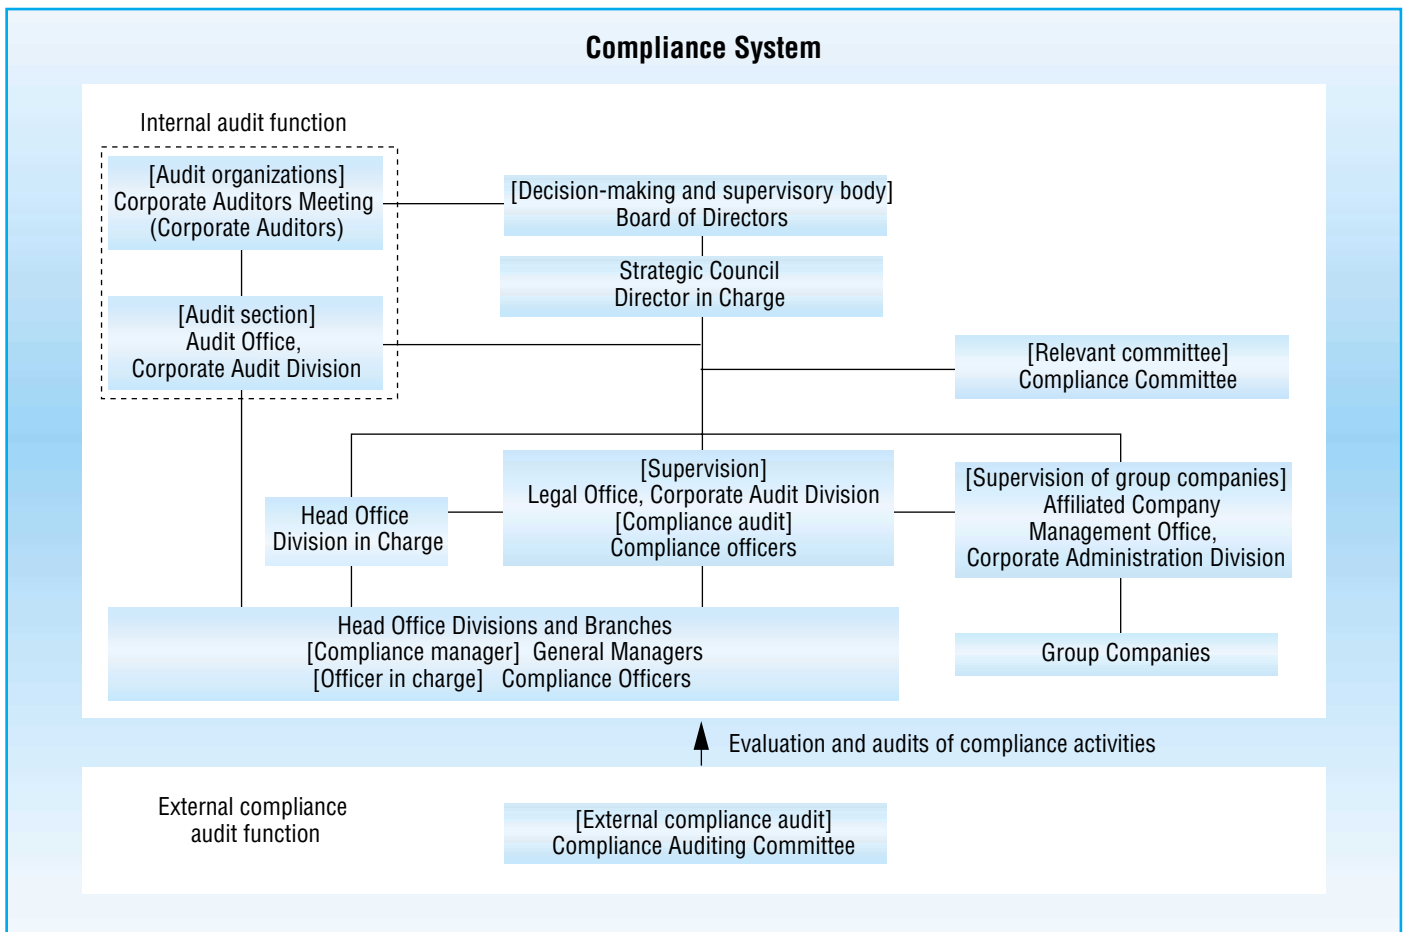 Compliance System
Internal audit function
[Audit organizations]
Corporate Auditors Meeting
(Corporate Auditors)
[Decision-making and supervisory body]
Board of Directors
Strategic Council
Director in Charge
[Audit section]
Audit Office,
Corporate Audit Division
[Relevant committee]
Compliance Committee
Head Office
Division in Charge
[Supervision]
Legal Office, Corporate Audit Division
[Compliance audit]
Compliance officers
[Supervision of group companies]
Affiliated Company
Management Office,
Corporate Administration Division
Head Office Divisions and Branches
[Compliance manager] General Managers
[Officer in charge] Compliance Officers
Group Companies
Evaluation and audits of compliance activities
External compliance
audit function
[External compliance audit]
Compliance Auditing Committee